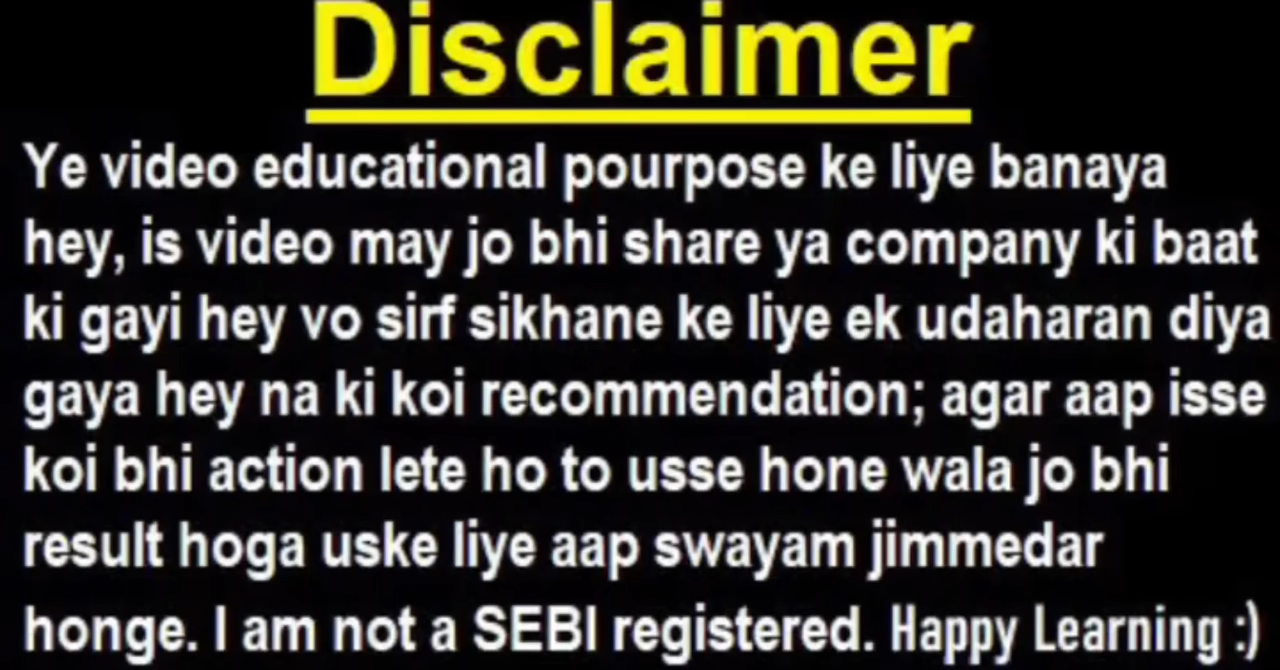 Disclaimer
Ye video educational pourpose ke liye banaya
hey, is video may jo bhi share ya company ki baat
ki gayi hey vo sirf sikhane ke liye ek udaharan diya
gaya hey na ki koi recommendation; agar aap isse
koi bhi action lete ho to usse hone wala jo bhi
result hoga uske liye aap swayam jimmedar
honge. I am not a SEBI registered. Happy Learning :)